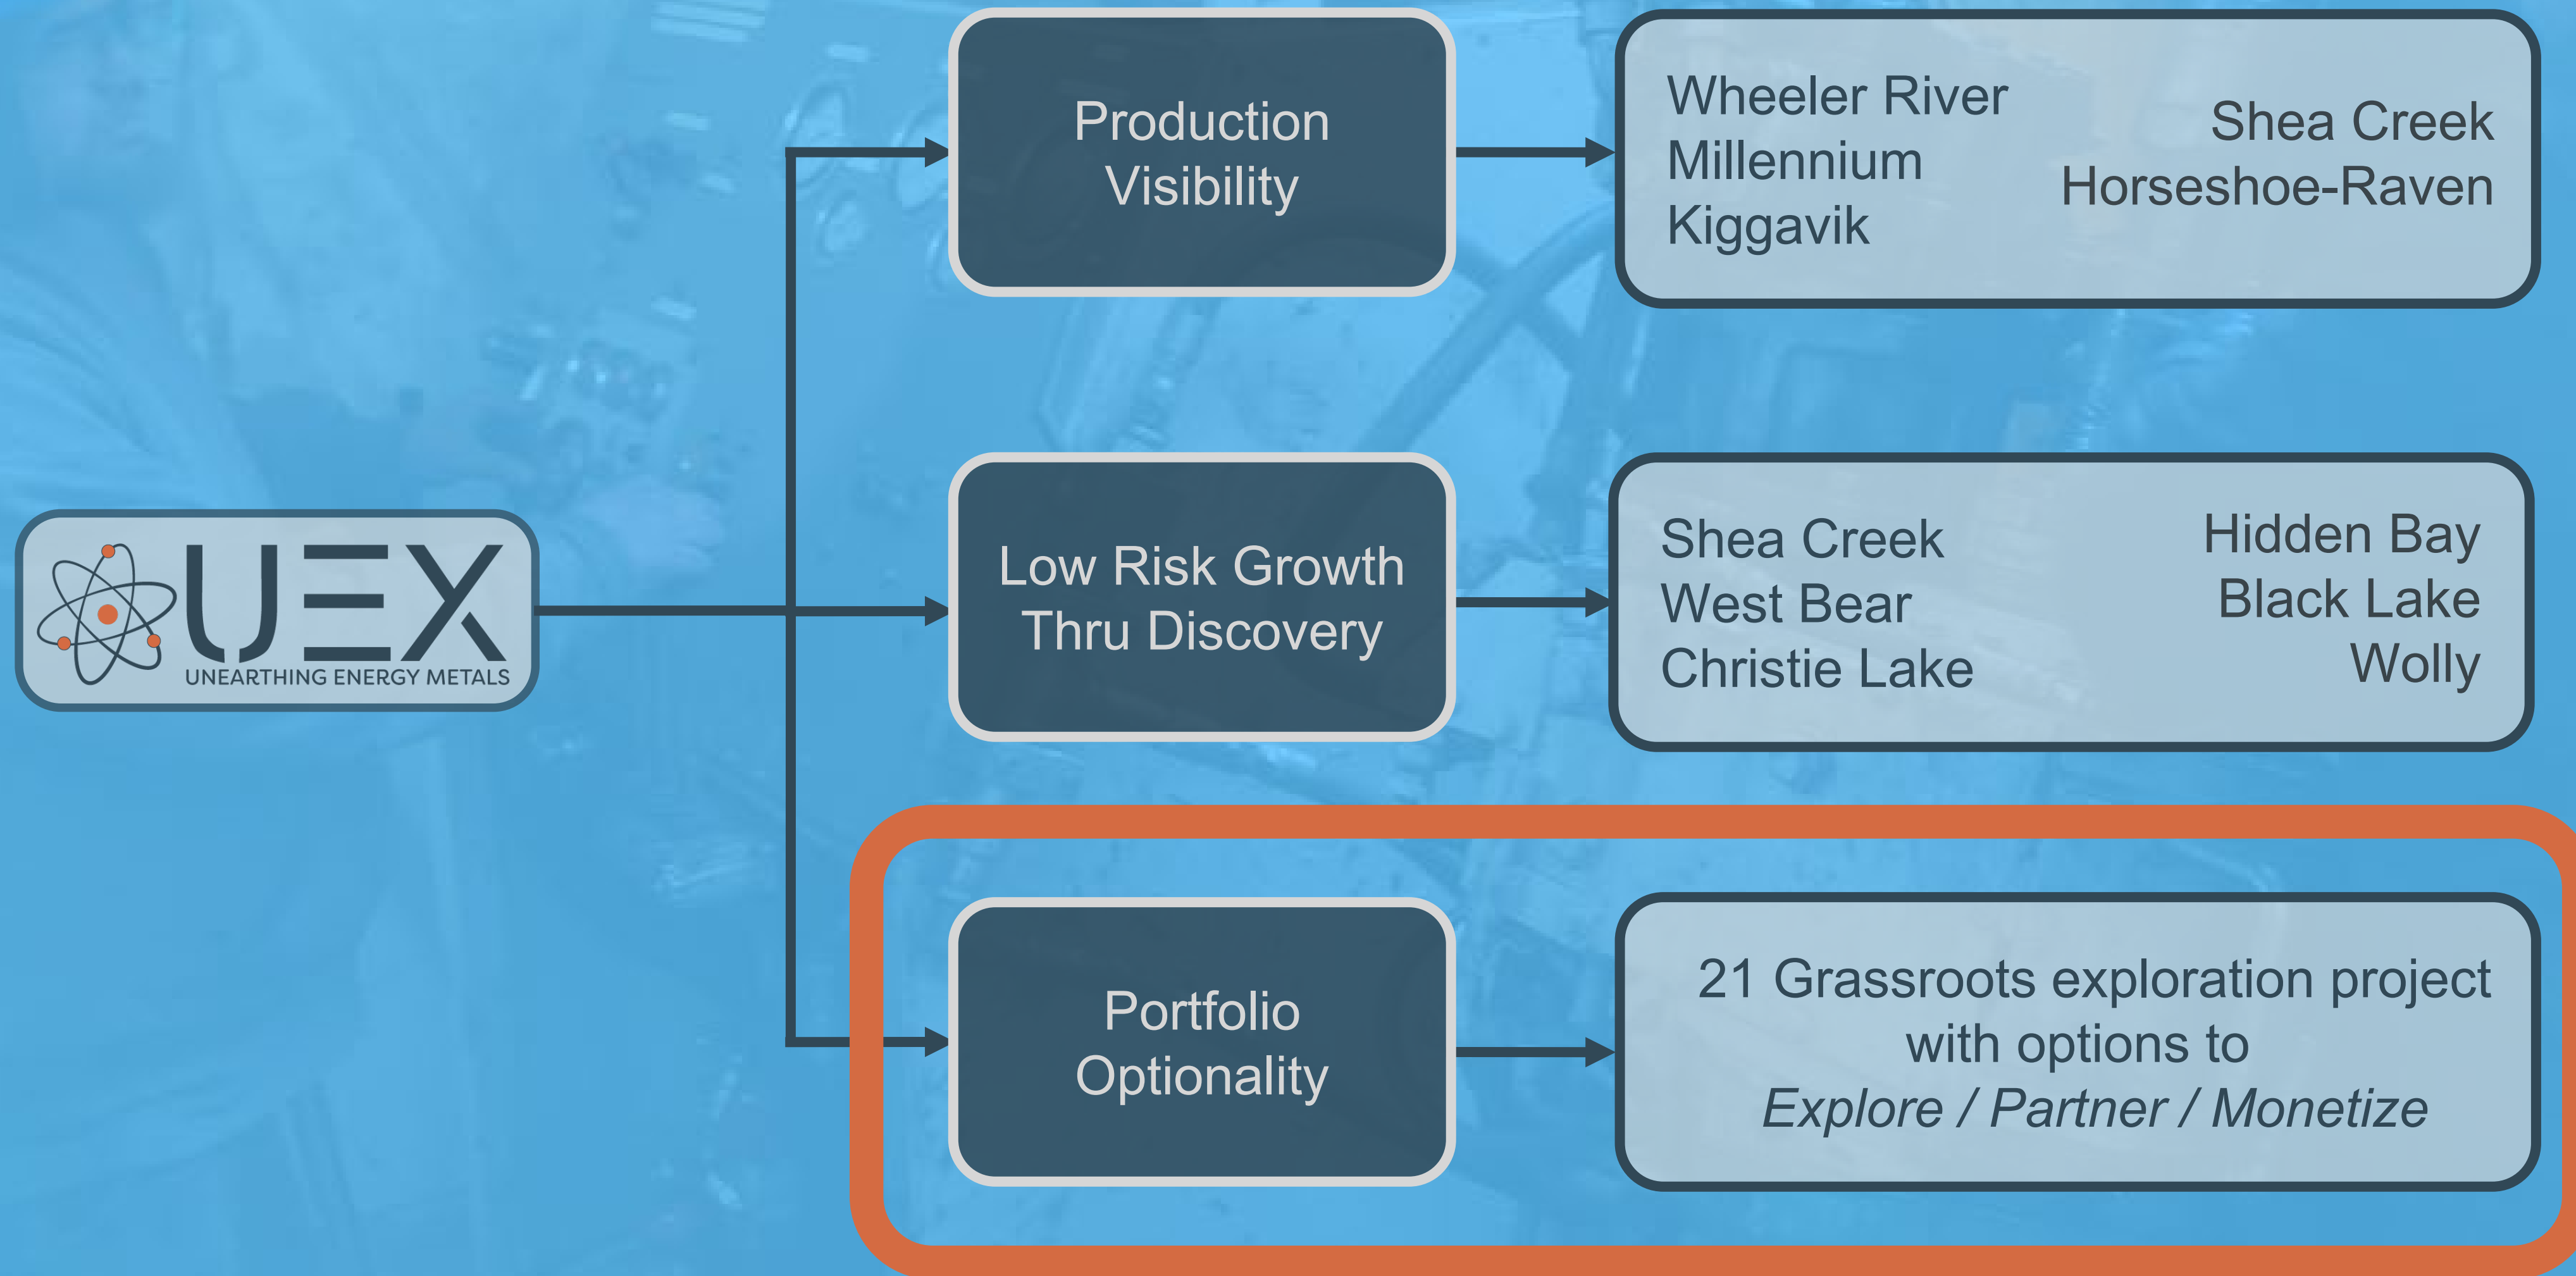 Production
Visibility
Wheeler River
Millennium
Kiggavik
Shea Creek
Horseshoe-Raven
UEX
UNEARTHING ENERGY METALS
Low Risk Growth
Thru Discovery
Shea Creek
West Bear
Christie Lake
Hidden Bay
Black Lake
Wolly
Portfolio
Optionality
21 Grassroots exploration project
with options to
Explore / Partner / Monetize